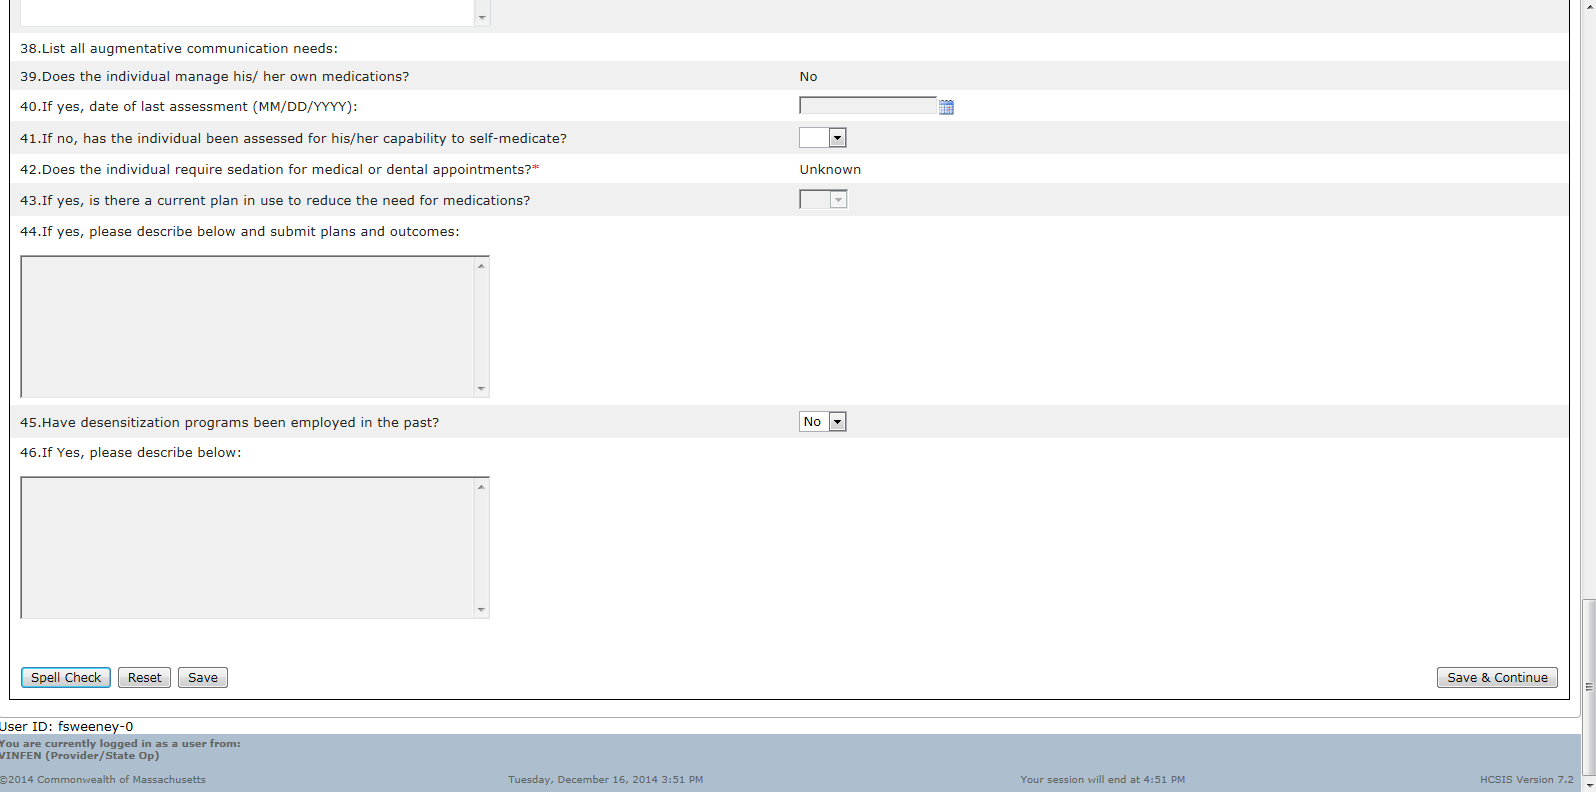 38.List all augmentative communication needs:
39.Does the individual manage his/ her own medications? No
40.If yes, date of last assessment (MM/DD/YYYY):
41.If no, has the individual been assessed for his/her capability to self-medicate?
42.Does the individual require sedation for medical or dental appointments?* Unknown
43.If yes, is there a current plan in use to reduce the need for medications?
44.If yes, please describe below and submit plans and outcomes:
45.Have desensitization programs been employed in the past? No
46.If Yes, please describe below:
Spell Check Reset Save Save & Continue
User ID: fsweeney-0
You are currently logged in as a user from:
VINFEN (Provider/State Op)
©2014 Commonwealth of Massachusetts Tuesday, December 16, 2014 3:51 PM Your session will end at 4:51 PM HCSIS Version 7.2